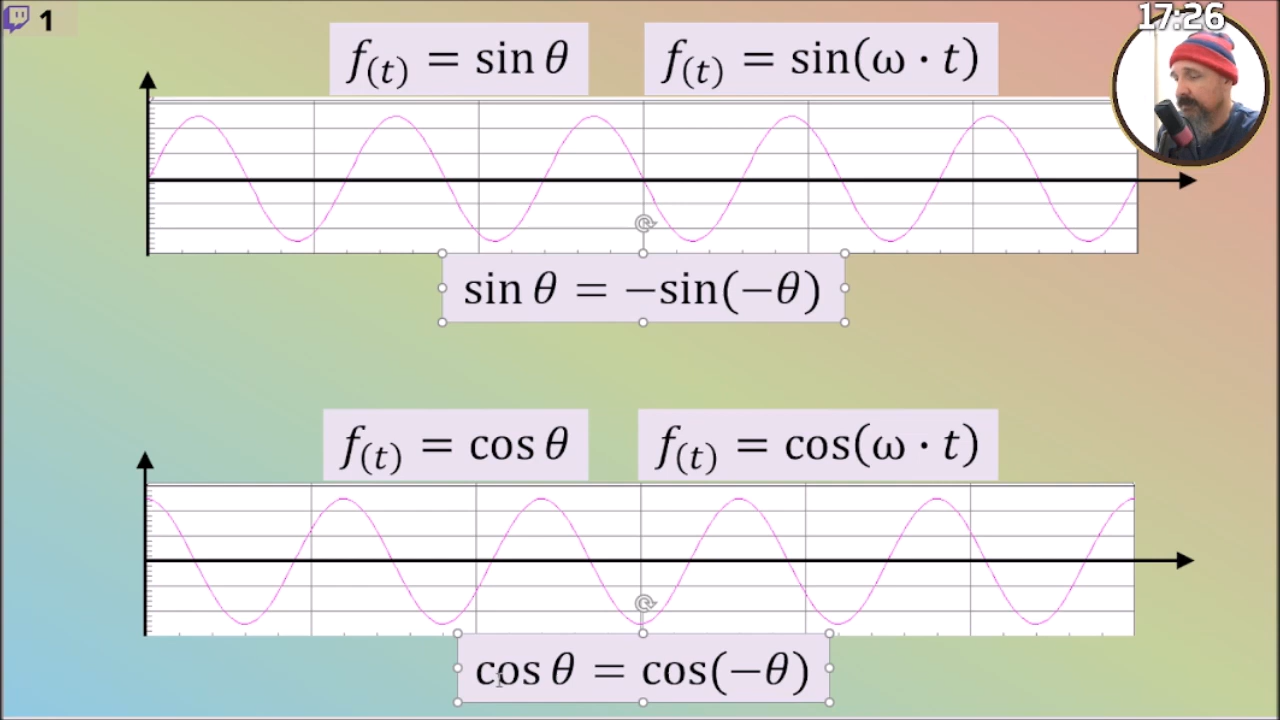 1
17:26
f(t) = sin θ
f(t) = sin(ω · t)
sin θ = −sin(−θ)
f(t) = cos θ
f(t) = cos(ω · t)
cos θ = cos(−θ)